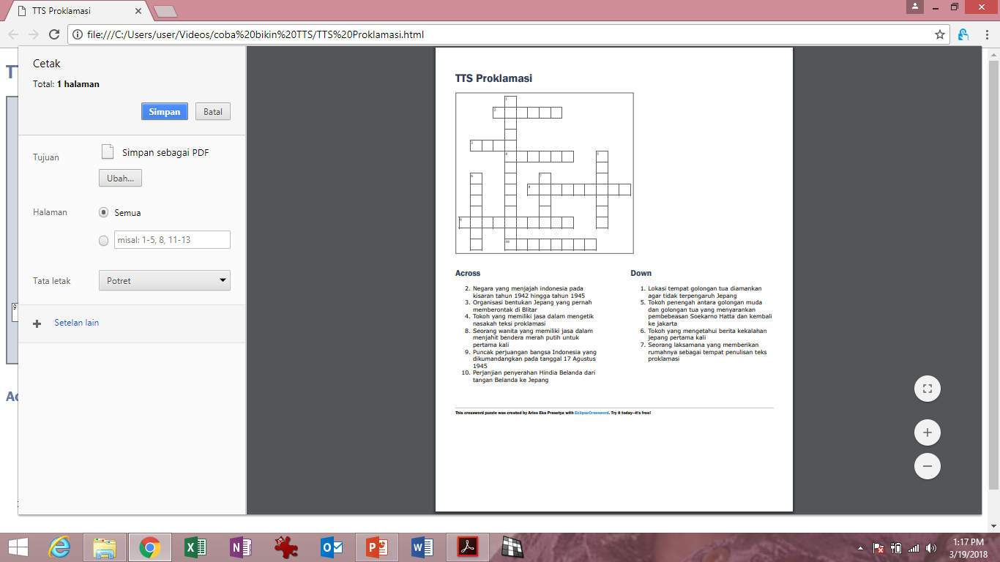 TTS Proklamasi
file:///C:/Users/user/Videos/coba%20bikin%20TTS/TTS%20Proklamasi.html
Cetak
Total: 1 halaman
Simpan
Batal
Tujuan
Simpan sebagai PDF
Ubah...
Halaman
Semua
misal: 1-5, 8, 11-13
Tata letak
Potret
Setelan lain
TTS Proklamasi
1
2
3
4
5
6
7
8
9
10
Across
2. Negara yang menjajah indonesia pada
kisaran tahun 1942 hingga tahun 1945
3. Organisasi bentukan Jepang yang pernah
memberontak di Blitar
4. Tokoh yang memiliki jasa dalam mengetik
nasakah teksi proklamasi
8. Seorang wanita yang memiliki jasa dalam
menjahit bendera merah putih untuk
pertama kali
9. Puncak perjuangan bangsa Indonesia yang
dikumandangkan pada tanggal 17 Agustus
1945
10. Perjanjian penyerahan Hindia Belanda dari
tangan Belanda ke Jepang
Down
1. Lokasi tempat golongan tua diamankan
agar tidak terpengaruh Jepang
5. Tokoh penengah antara golongan muda
dan golongan tua yang menyarankan
pembebeasan Soekarno Hatta dan kembali
ke jakarta
6. Tokoh yang mengetahui berita kekalahan
jepang pertama kali
7. Seorang laksamana yang memberikan
rumahnya sebagai tempat penulisan teks
proklamasi
This crossword puzzle was created by Aries Eka Prasetya with EclipseCrossword. Try it today—it's free!
9
1:17 PM
3/19/2018